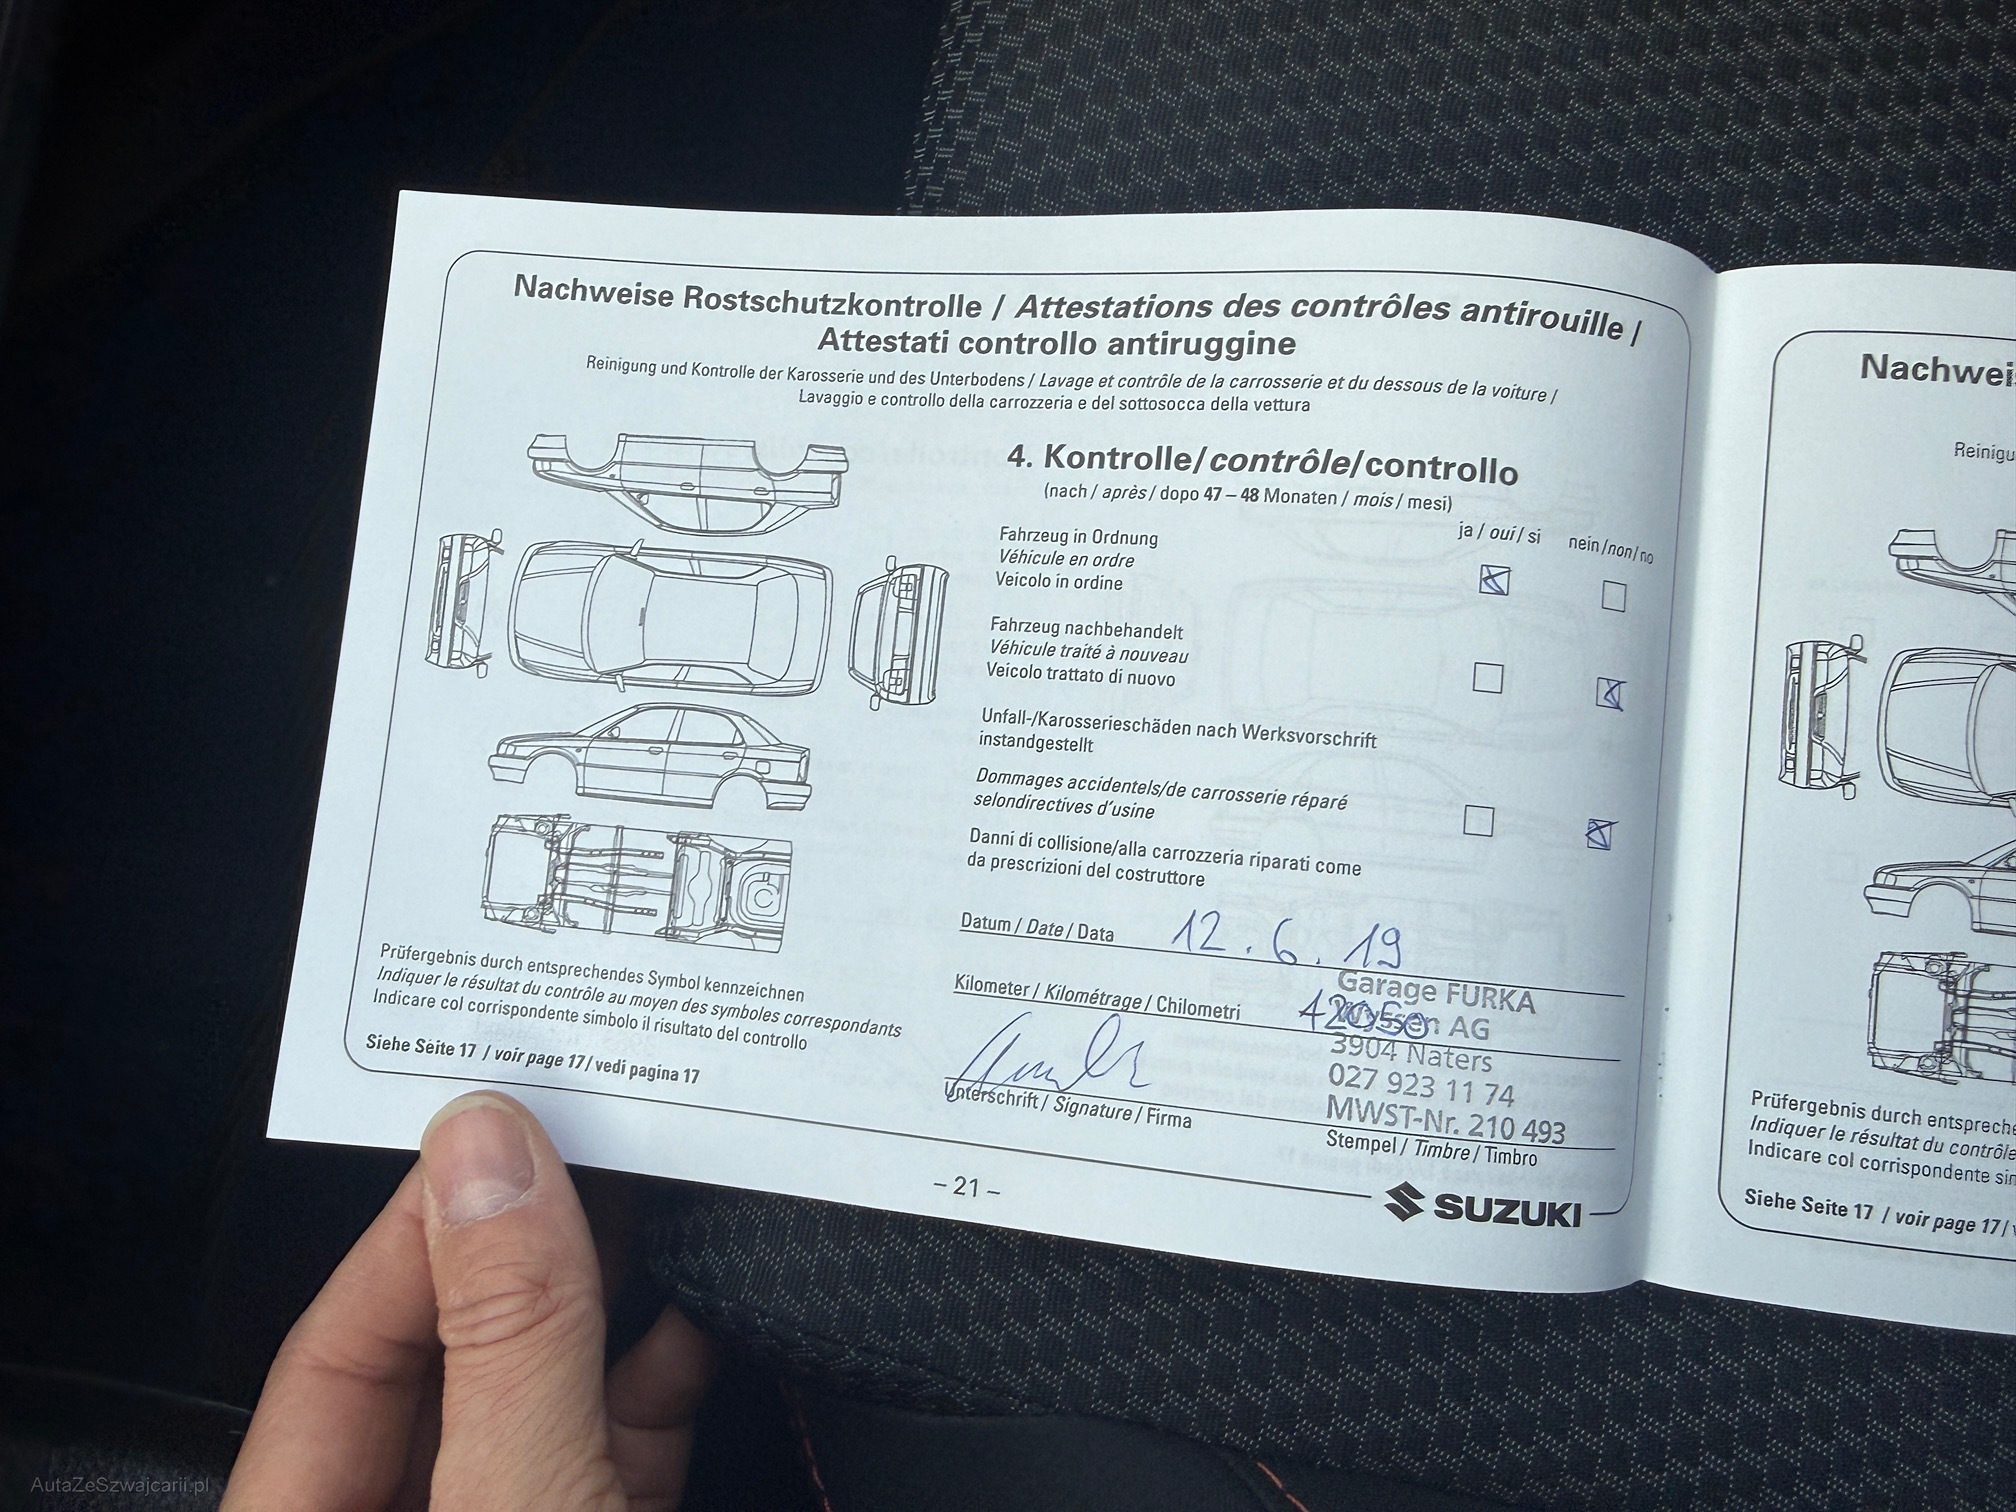 Nachweise Rostschutzkontrolle / Attestations des contrôles antirouille /
Attestati controllo antiruggine
Reinigung und Kontrolle der Karosserie und des Unterbodens / Lavage et contrôle de la carrosserie et du dessous de la voiture /
Lavaggio e controllo della carrozzeria e del sottosocca della vettura
4. Kontrolle/contrôle/controllo
(nach / après / dopo 47 – 48 Monaten / mois / mesi)
ja / oui / si nein/non/no
Fahrzeug in Ordnung
Véhicule en ordre
Veicolo in ordine
Fahrzeug nachbehandelt
Véhicule traité à nouveau
Veicolo trattato di nuovo
Unfall-/Karosserieschäden nach Werksvorschrift
instandgestellt
Dommages accidentels/de carrosserie réparé
selondirectives d'usine
Danni di collisione/alla carrozzeria riparati come
da prescrizioni del costruttore
Datum / Date / Data 12.6.19
Kilometer / Kilométrage / Chilometri 42050
Garage FURKA
Wyssen AG
3904 Naters
027 923 11 74
MWST-Nr. 210 493
Unterschrift / Signature / Firma
Stempel / Timbre / Timbro
Prüfergebnis durch entsprechendes Symbol kennzeichnen
Indiquer le résultat du contrôle au moyen des symboles correspondants
Indicare col corrispondente simbolo il risultato del controllo
Siehe Seite 17 / voir page 17/ vedi pagina 17
– 21 –
SUZUKI
Nachwei
Reinigu
Prüfergebnis durch entspreche
Indiquer le résultat du contrôle
Indicare col corrispondente sim
Siehe Seite 17 / voir page 17/
AutaZeSzwajcarii.pl